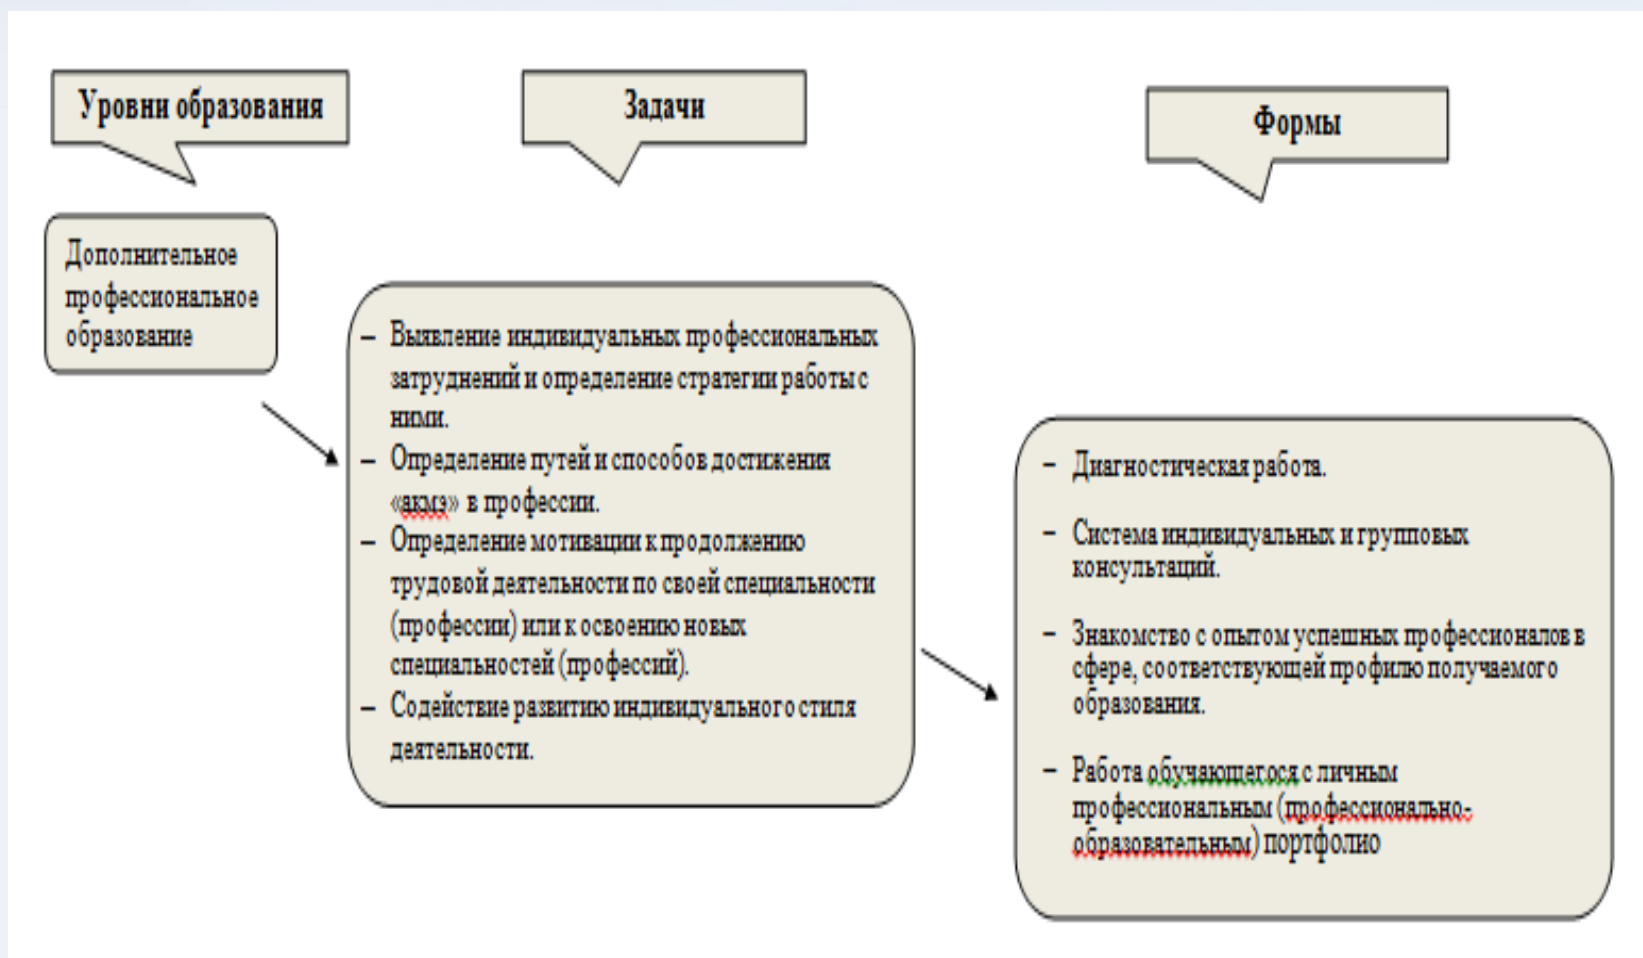 Уровни образования
Задачи
Формы
Дополнительное
профессиональное
образование
– Выявление индивидуальных профессиональных
затруднений и определение стратегии работы с
ними.
– Определение путей и способов достижения
«акмэ» в профессии.
– Определение мотивации к продолжению
трудовой деятельности по своей специальности
(профессии) или к освоению новых
специальностей (профессий).
– Содействие развитию индивидуального стиля
деятельности.
– Диагностическая работа.
– Система индивидуальных и групповых
консультаций.
– Знакомство с опытом успешных профессионалов в
сфере, соответствующей профилю получаемого
образования.
– Работа обучающегося с личным
профессиональным (профессионально-
образовательным) портфолио